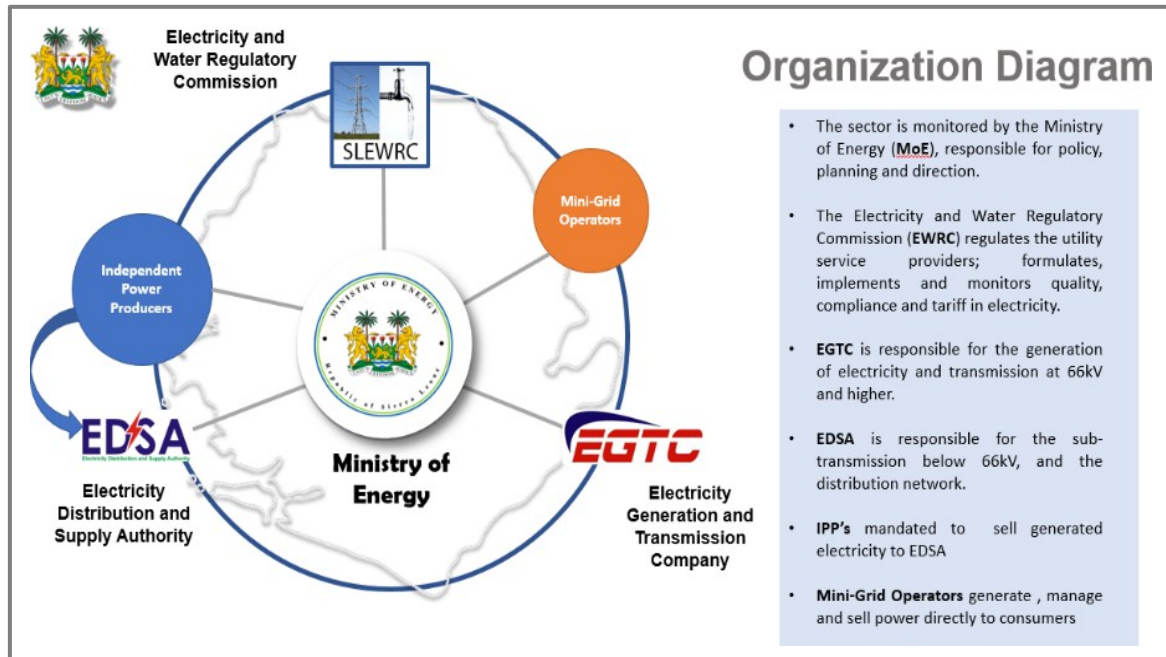 Electricity and
Water Regulatory
Commission
SLEWRC
Mini-Grid
Operators
Independent
Power
Producers
MINISTRY OF ENERGY
Republic of Sierra Leone
EDSA
Electricity Distribution and Supply Authority
Electricity
Distribution and
Supply Authority
Ministry of
Energy
EGTC
Electricity
Generation and
Transmission
Company
Organization Diagram
• The sector is monitored by the Ministry
of Energy (MoE), responsible for policy,
planning and direction.
• The Electricity and Water Regulatory
Commission (EWRC) regulates the utility
service providers; formulates,
implements and monitors quality,
compliance and tariff in electricity.
• EGTC is responsible for the generation
of electricity and transmission at 66kV
and higher.
• EDSA is responsible for the sub-
transmission below 66kV, and the
distribution network.
• IPP's mandated to sell generated
electricity to EDSA
• Mini-Grid Operators generate , manage
and sell power directly to consumers